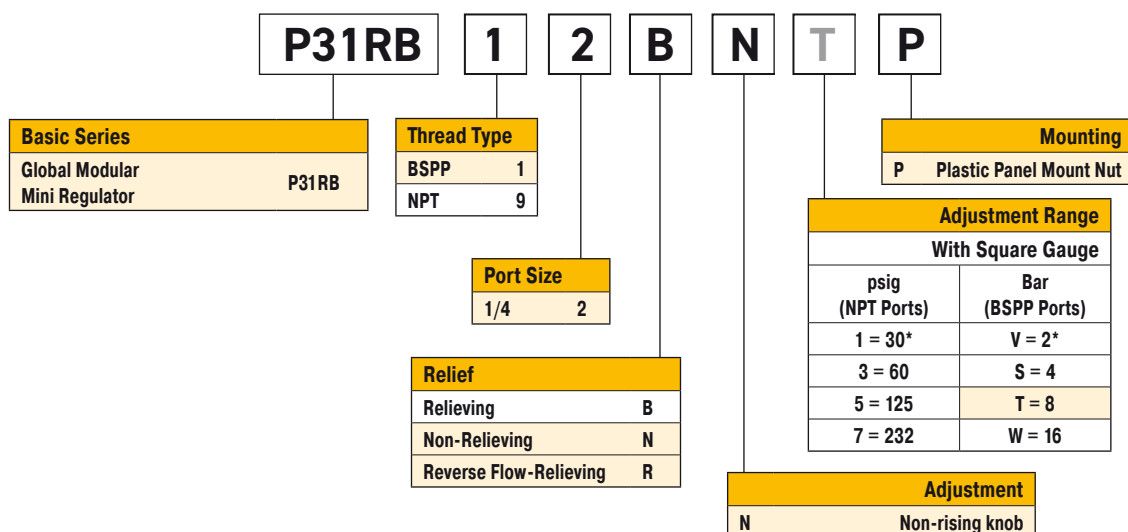 P31RB 1 2 B N T P
Basic Series
Global Modular
Mini Regulator
P31RB
Thread Type
BSPP 1
NPT 9
Mounting
P Plastic Panel Mount Nut
Port Size
1/4 2
Adjustment Range
With Square Gauge
psig
(NPT Ports)
Bar
(BSPP Ports)
1 = 30* V = 2*
3 = 60 S = 4
5 = 125 T = 8
7 = 232 W = 16
Relief
Relieving B
Non-Relieving N
Reverse Flow-Relieving R
Adjustment
N Non-rising knob